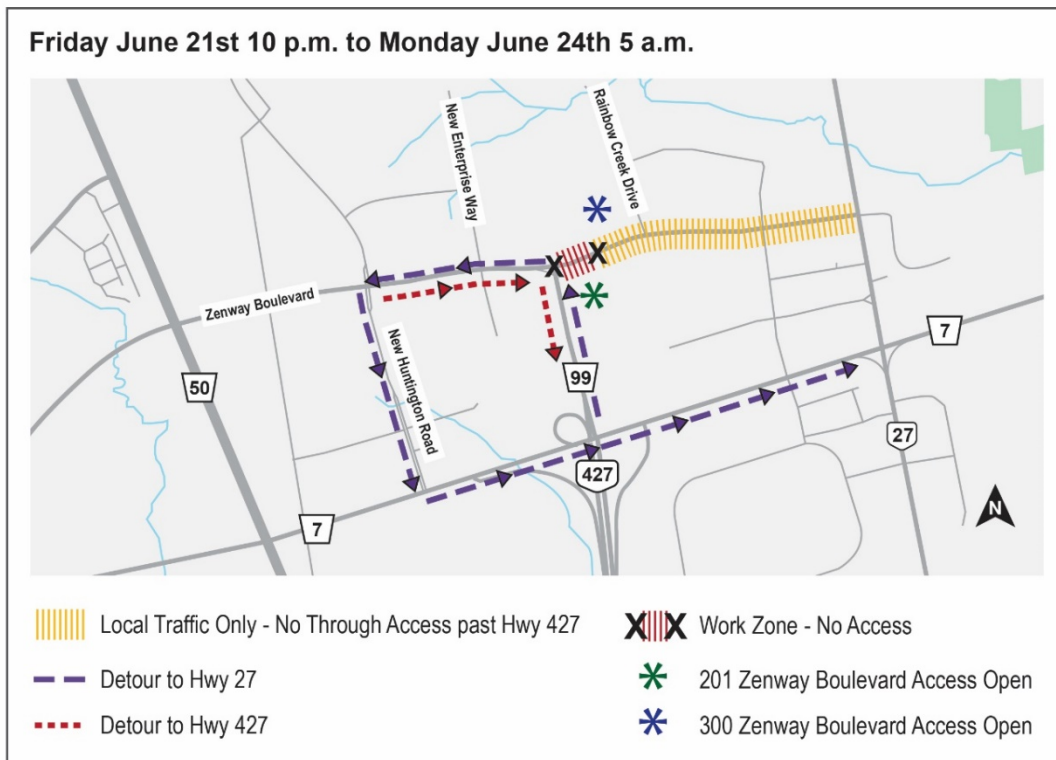 Friday June 21st 10 p.m. to Monday June 24th 5 a.m.
New Enterprise Way
Rainbow Creek Drive
Zenway Boulevard
New Huntington Road
50
99
7
27
427
7
N
Local Traffic Only - No Through Access past Hwy 427
Detour to Hwy 27
Detour to Hwy 427
X X Work Zone - No Access
201 Zenway Boulevard Access Open
300 Zenway Boulevard Access Open